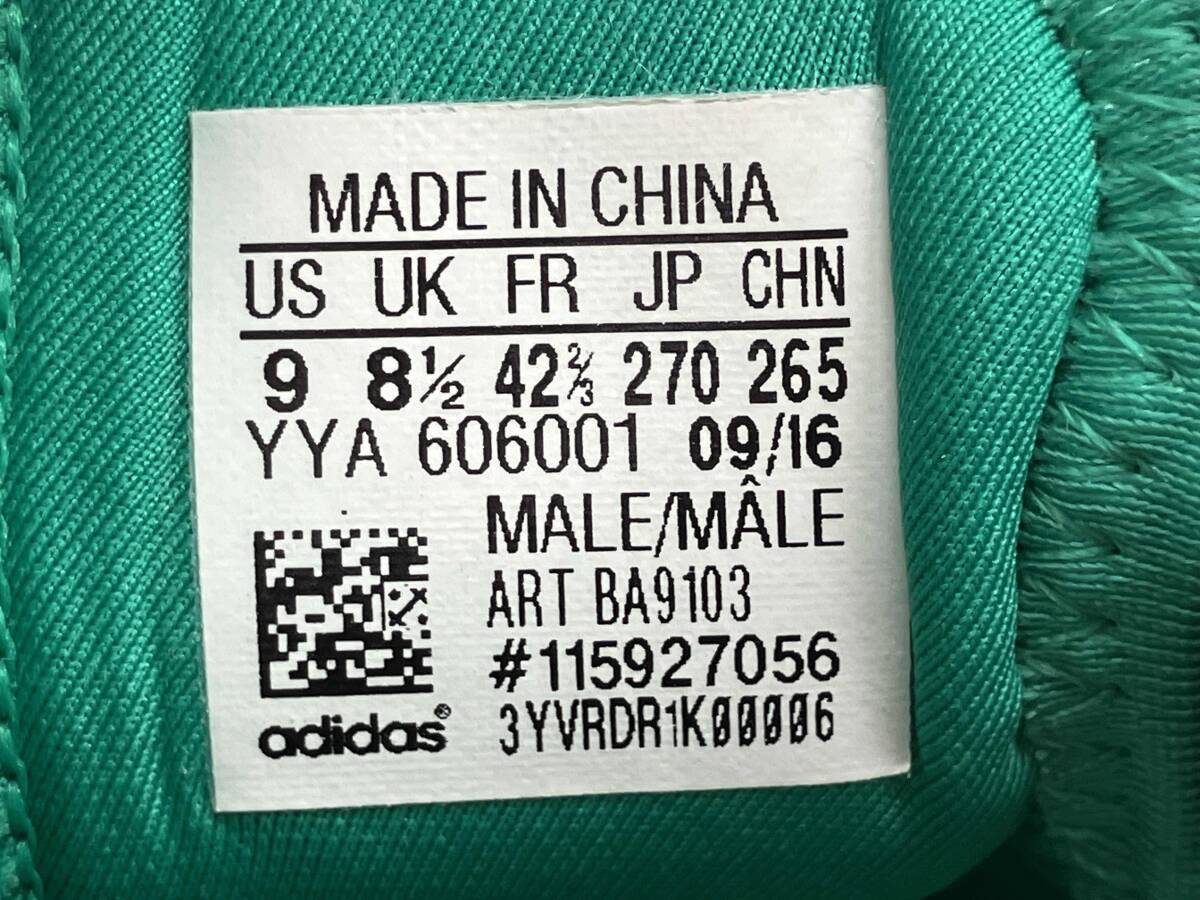 MADE IN CHINA
US UK FR JP CHN
9 8½ 42⅔ 270 265
YYA 606001 09/16
MALE/MÂLE
ART BA9103
#115927056
adidas® 3YVRDR1K00006